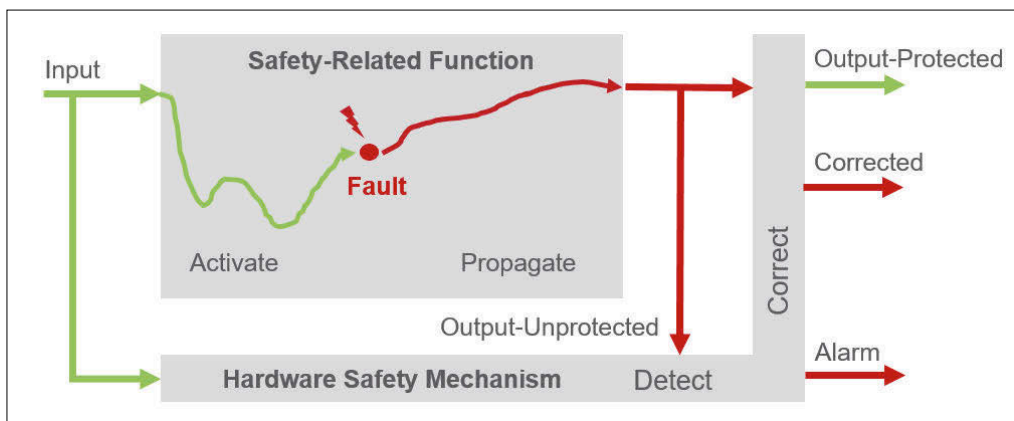 Input
Safety-Related Function
Fault
Activate
Propagate
Output-Unprotected
Hardware Safety Mechanism
Detect
Correct
Output-Protected
Corrected
Alarm